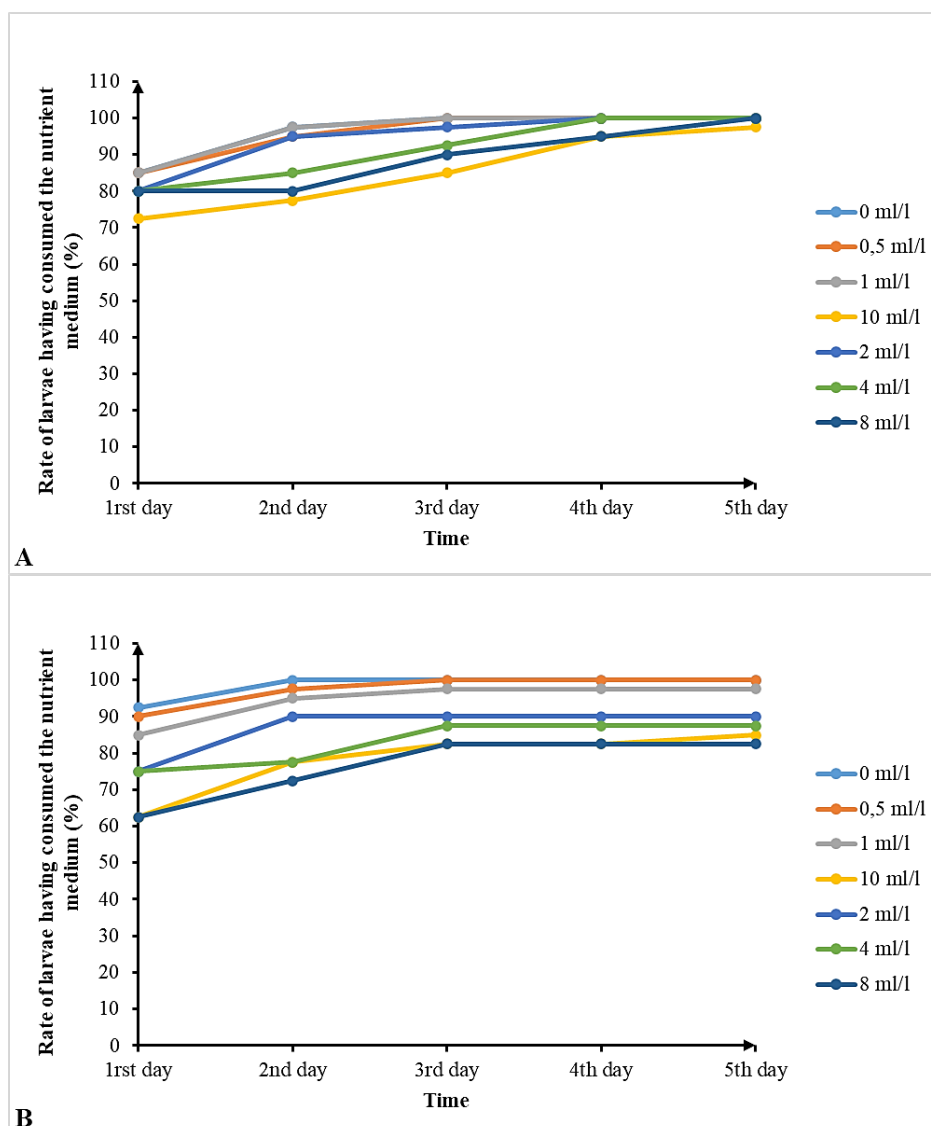 110
100
90
80
70
60
50
40
30
20
10
0
Rate of larvae having consumed the nutrient
medium (%)
1rst day 2nd day 3rd day 4th day 5th day
Time
0 ml/l
0,5 ml/l
1 ml/l
10 ml/l
2 ml/l
4 ml/l
8 ml/l
A
110
100
90
80
70
60
50
40
30
20
10
0
Rate of larvae having consumed the nutrient
medium (%)
1rst day 2nd day 3rd day 4th day 5th day
Time
0 ml/l
0,5 ml/l
1 ml/l
10 ml/l
2 ml/l
4 ml/l
8 ml/l
B